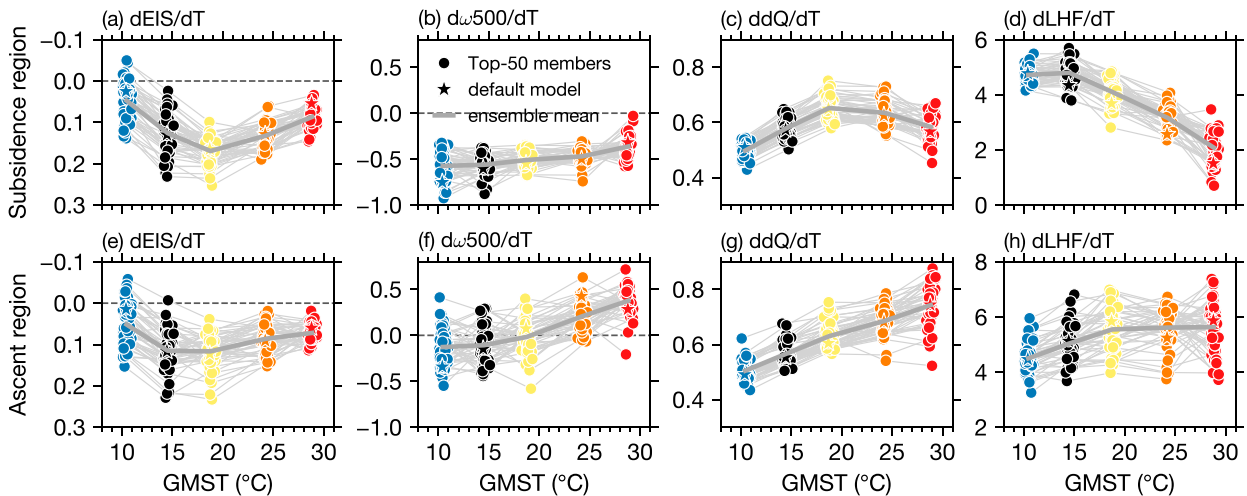 (a) dEIS/dT
(b) dω500/dT
(c) ddQ/dT
(d) dLHF/dT
Subsidence region
−0.1
0.0
0.1
0.2
0.3
0.5
0.0
−0.5
−1.0
Top-50 members
default model
ensemble mean
0.8
0.6
0.4
6
4
2
0
(e) dEIS/dT
(f) dω500/dT
(g) ddQ/dT
(h) dLHF/dT
Ascent region
−0.1
0.0
0.1
0.2
0.3
0.5
0.0
−0.5
−1.0
0.8
0.6
0.4
8
6
4
2
10 15 20 25 30
10 15 20 25 30
10 15 20 25 30
10 15 20 25 30
GMST (°C)
GMST (°C)
GMST (°C)
GMST (°C)